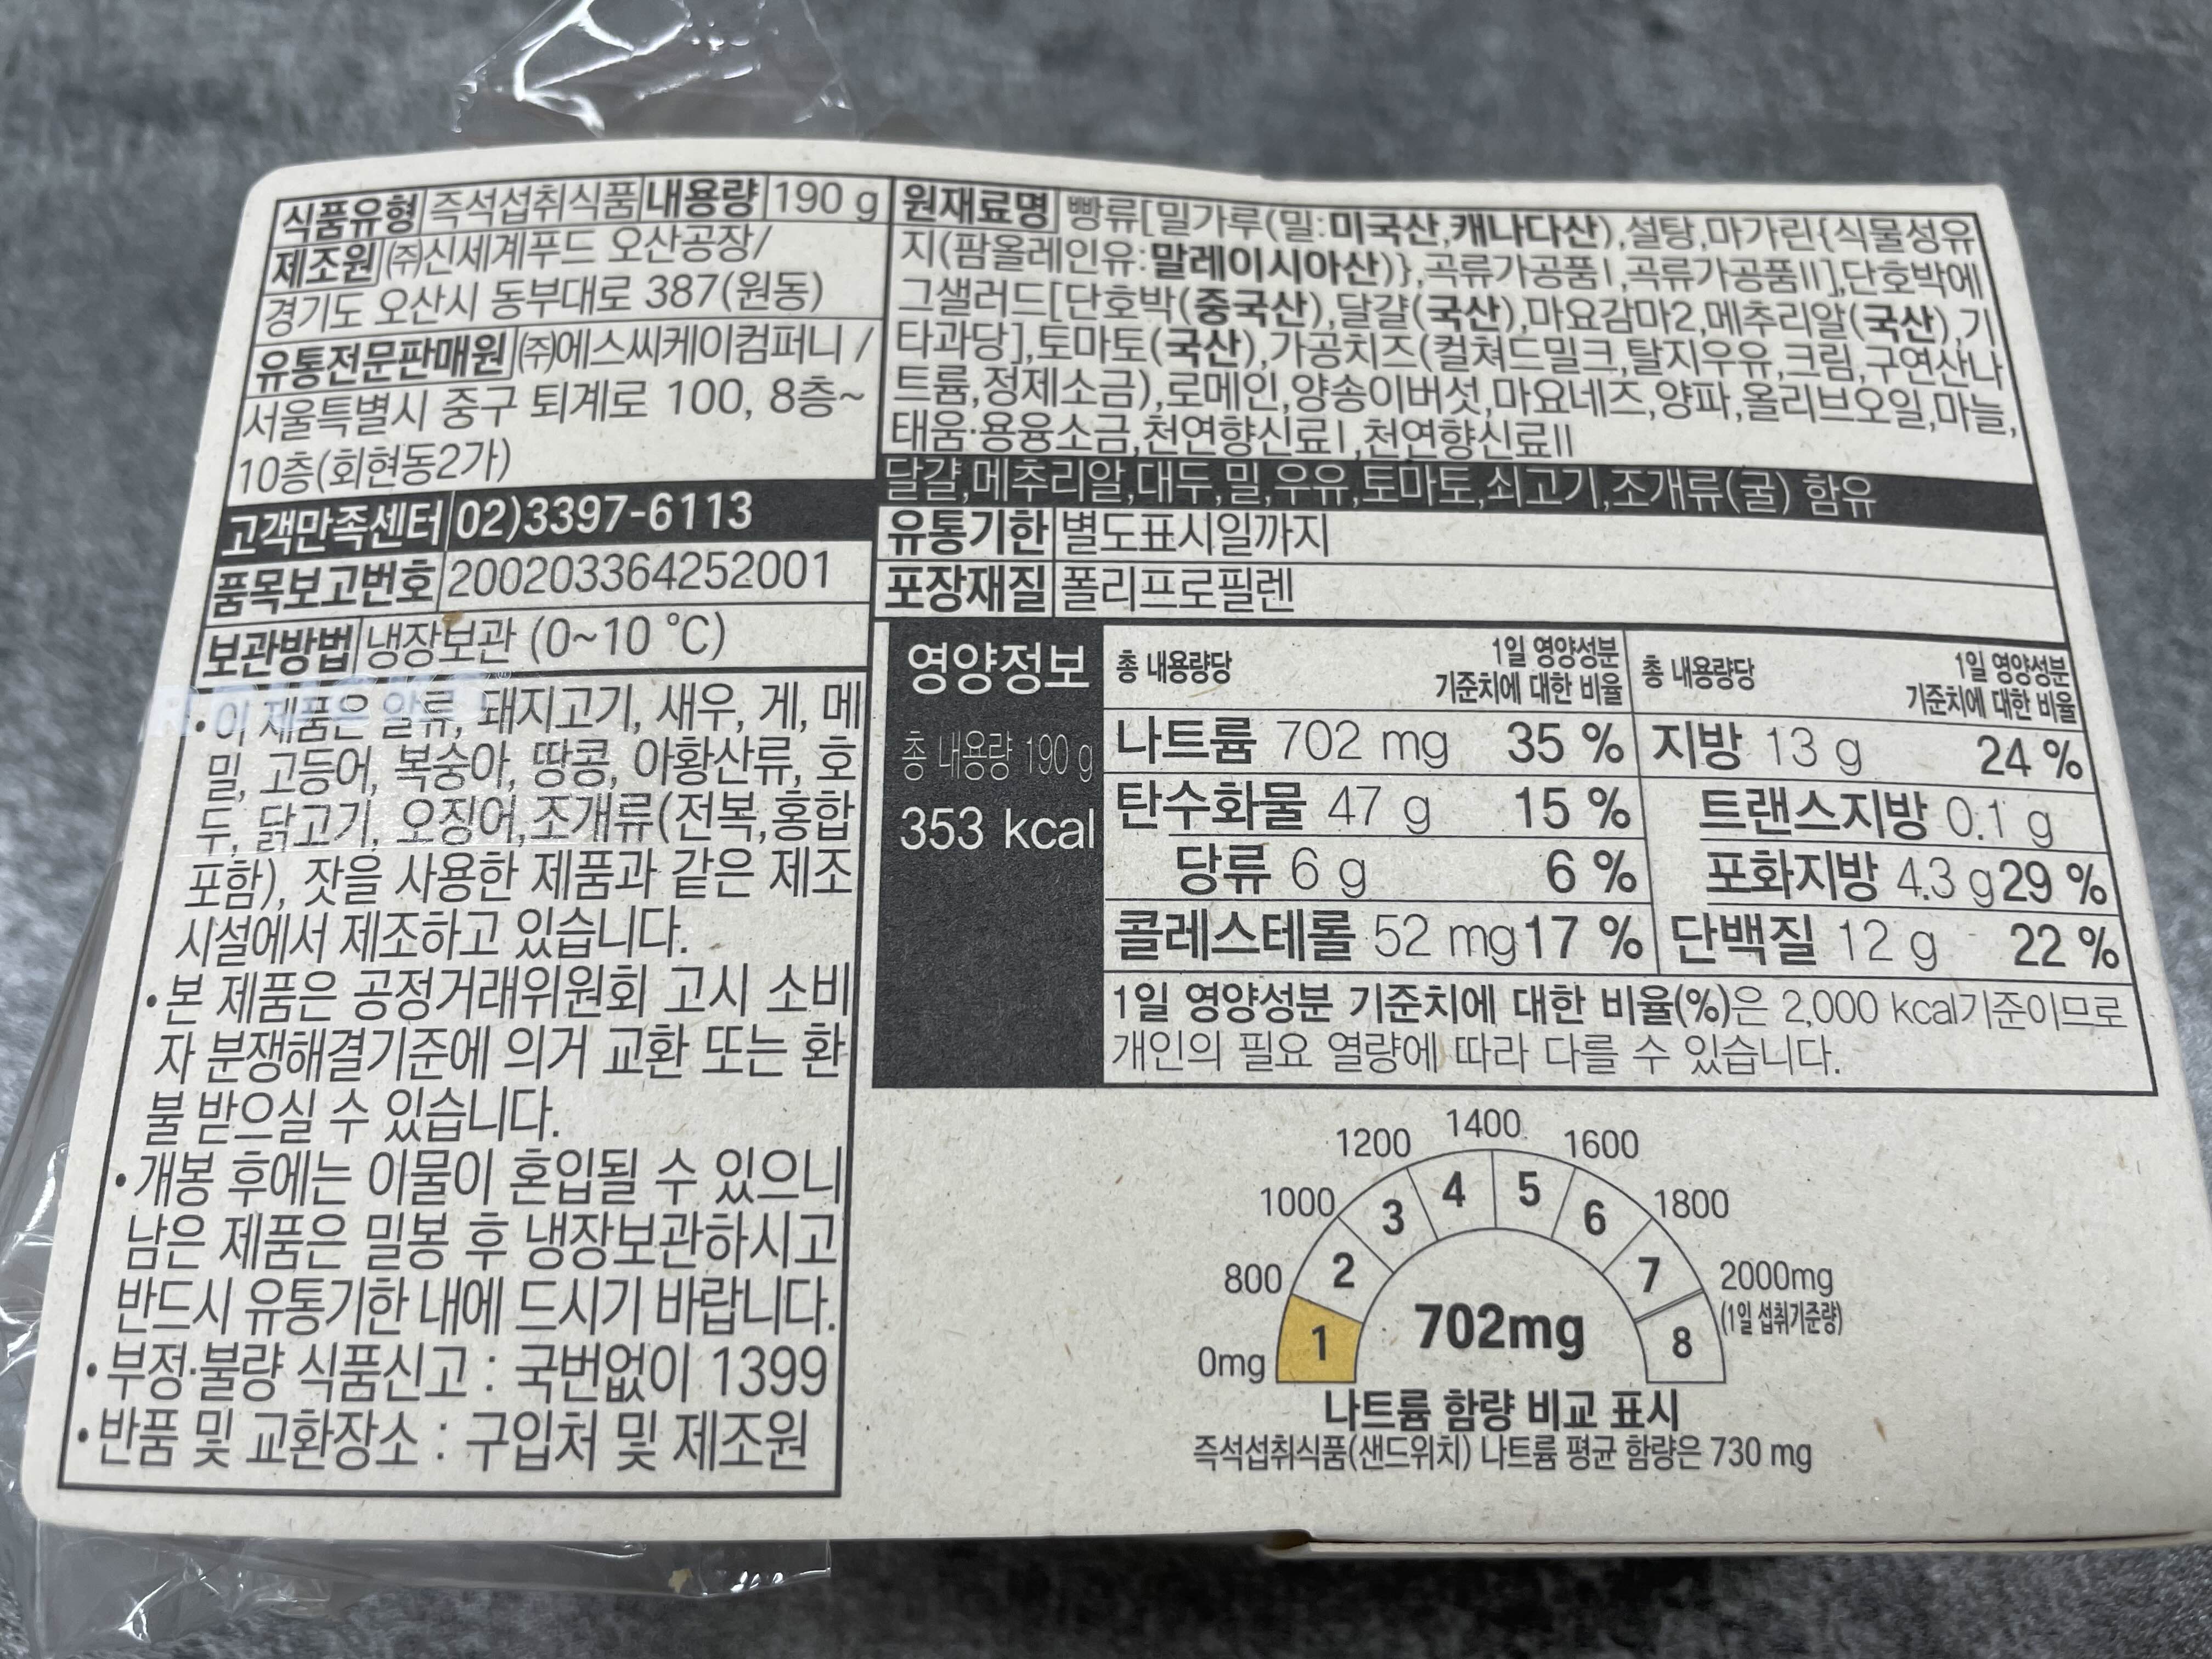 식품유형 즉석섭취식품 내용량 190 g
제조원 ㈜신세계푸드 오산공장/
경기도 오산시 동부대로 387(원동)
유통전문판매원 ㈜에스씨케이컴퍼니 /
서울특별시 중구 퇴계로 100, 8층~
10층(회현동2가)
고객만족센터 02)3397-6113
품목보고번호 200203364252001
보관방법 냉장보관 (0~10 ℃)
• 이 제품은 알류, 돼지고기, 새우, 게, 메
밀, 고등어, 복숭아, 땅콩, 아황산류, 호
두, 닭고기, 오징어,조개류(전복,홍합
포함), 잣을 사용한 제품과 같은 제조
시설에서 제조하고 있습니다.
• 본 제품은 공정거래위원회 고시 소비
자 분쟁해결기준에 의거 교환 또는 환
불 받으실 수 있습니다.
• 개봉 후에는 이물이 혼입될 수 있으니
남은 제품은 밀봉 후 냉장보관하시고
반드시 유통기한 내에 드시기 바랍니다.
• 부정·불량 식품신고 : 국번없이 1399
• 반품 및 교환장소 : 구입처 및 제조원
원재료명 빵류[밀가루(밀:미국산,캐나다산),설탕,마가린{식물성유
지(팜올레인유:말레이시아산)},곡류가공품I,곡류가공품II],단호박에
그샐러드[단호박(중국산),달걀(국산),마요감마2,메추리알(국산),기
타과당],토마토(국산),가공치즈(컬쳐드밀크,탈지우유,크림,구연산나
트륨,정제소금),로메인,양송이버섯,마요네즈,양파,올리브오일,마늘,
태움·용융소금,천연향신료I,천연향신료II
달걀,메추리알,대두,밀,우유,토마토,쇠고기,조개류(굴) 함유
유통기한 별도표시일까지
포장재질 폴리프로필렌
영양정보
총 내용량 190 g
353 kcal
총 내용량당 1일 영양성분 기준치에 대한 비율 총 내용량당 1일 영양성분 기준치에 대한 비율
나트륨 702 mg 35 % 지방 13 g 24 %
탄수화물 47 g 15 % 트랜스지방 0.1 g
당류 6 g 6 % 포화지방 4.3 g 29 %
콜레스테롤 52 mg 17 % 단백질 12 g 22 %
1일 영양성분 기준치에 대한 비율(%)은 2,000 kcal기준이므로
개인의 필요 열량에 따라 다를 수 있습니다.
0mg 800 1000 1200 1400 1600 1800 2000mg
(1일 섭취기준량)
1 2 3 4 5 6 7 8
702mg
나트륨 함량 비교 표시
즉석섭취식품(샌드위치) 나트륨 평균 함량은 730 mg